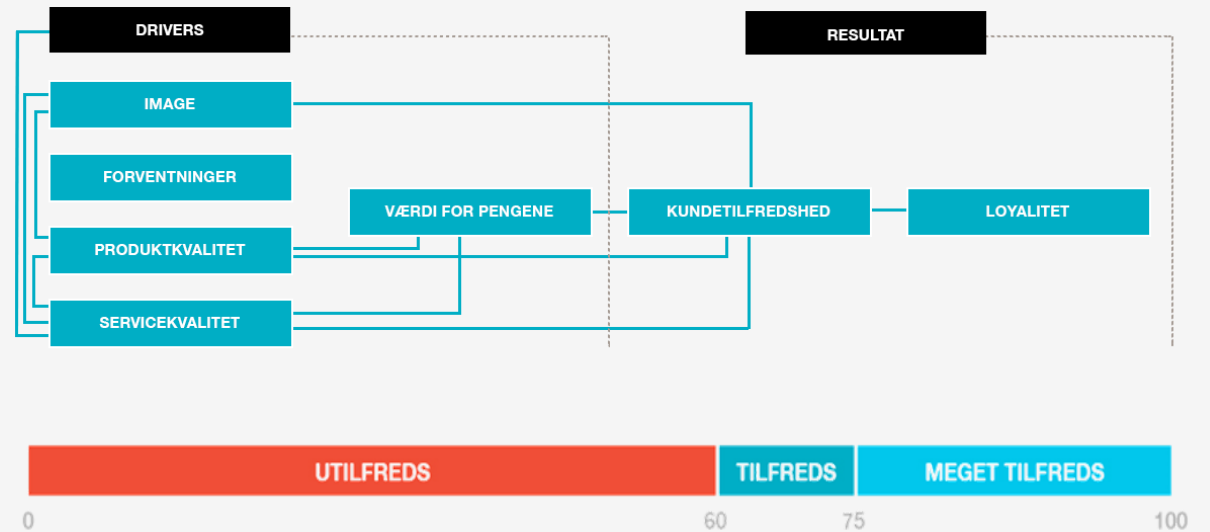 DRIVERS
RESULTAT
IMAGE
FORVENTNINGER
VÆRDI FOR PENGENE
KUNDETILFREDSHED
LOYALITET
PRODUKTKVALITET
SERVICEKVALITET
UTILFREDS
TILFREDS
MEGET TILFREDS
0
60
75
100